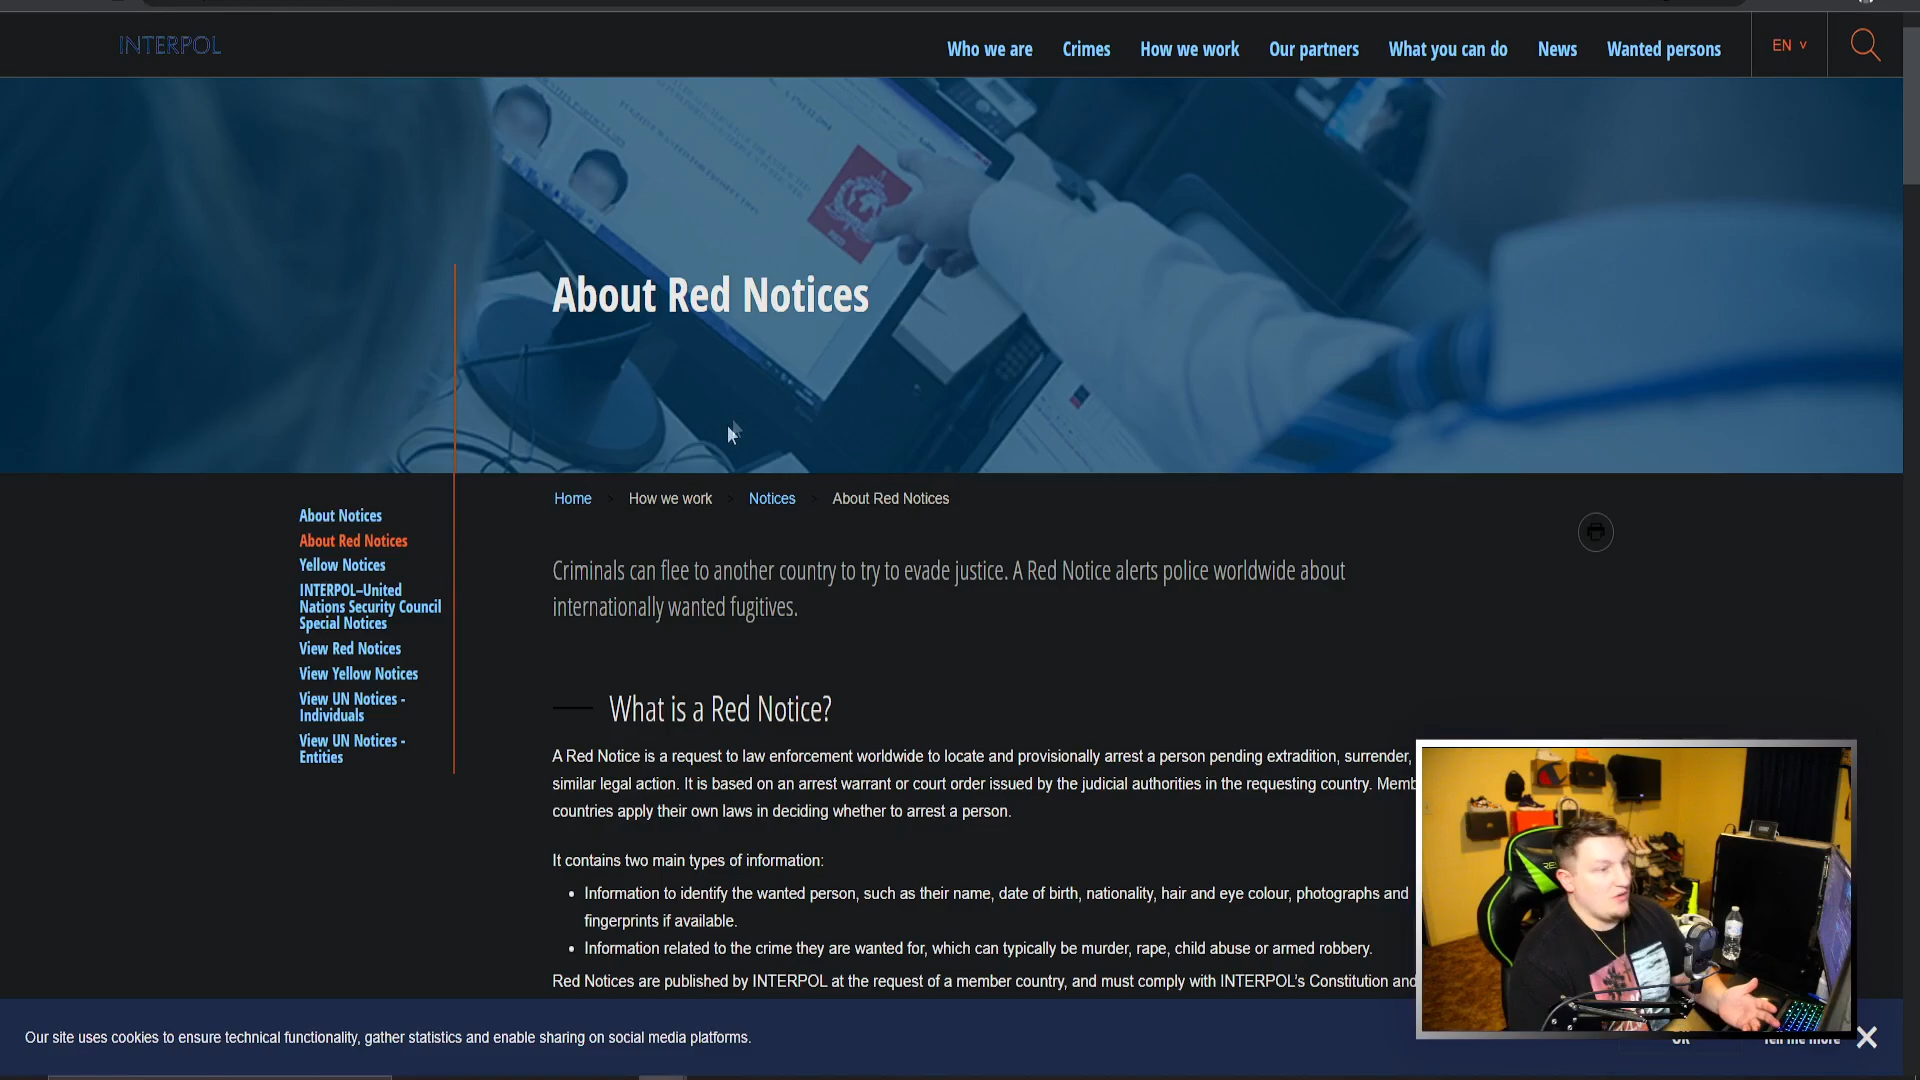 INTERPOL
Who we are
Crimes
How we work
Our partners
What you can do
News
Wanted persons
EN
About Red Notices
Home > How we work > Notices > About Red Notices
About Notices
About Red Notices
Yellow Notices
INTERPOL–United
Nations Security Council
Special Notices
View Red Notices
View Yellow Notices
View UN Notices -
Individuals
View UN Notices -
Entities
Criminals can flee to another country to try to evade justice. A Red Notice alerts police worldwide about
internationally wanted fugitives.
What is a Red Notice?
A Red Notice is a request to law enforcement worldwide to locate and provisionally arrest a person pending extradition, surrender,
similar legal action. It is based on an arrest warrant or court order issued by the judicial authorities in the requesting country. Memb
countries apply their own laws in deciding whether to arrest a person.
It contains two main types of information:
• Information to identify the wanted person, such as their name, date of birth, nationality, hair and eye colour, photographs and
fingerprints if available.
• Information related to the crime they are wanted for, which can typically be murder, rape, child abuse or armed robbery.
Red Notices are published by INTERPOL at the request of a member country, and must comply with INTERPOL's Constitution and
Our site uses cookies to ensure technical functionality, gather statistics and enable sharing on social media platforms.
OK
Tell me more